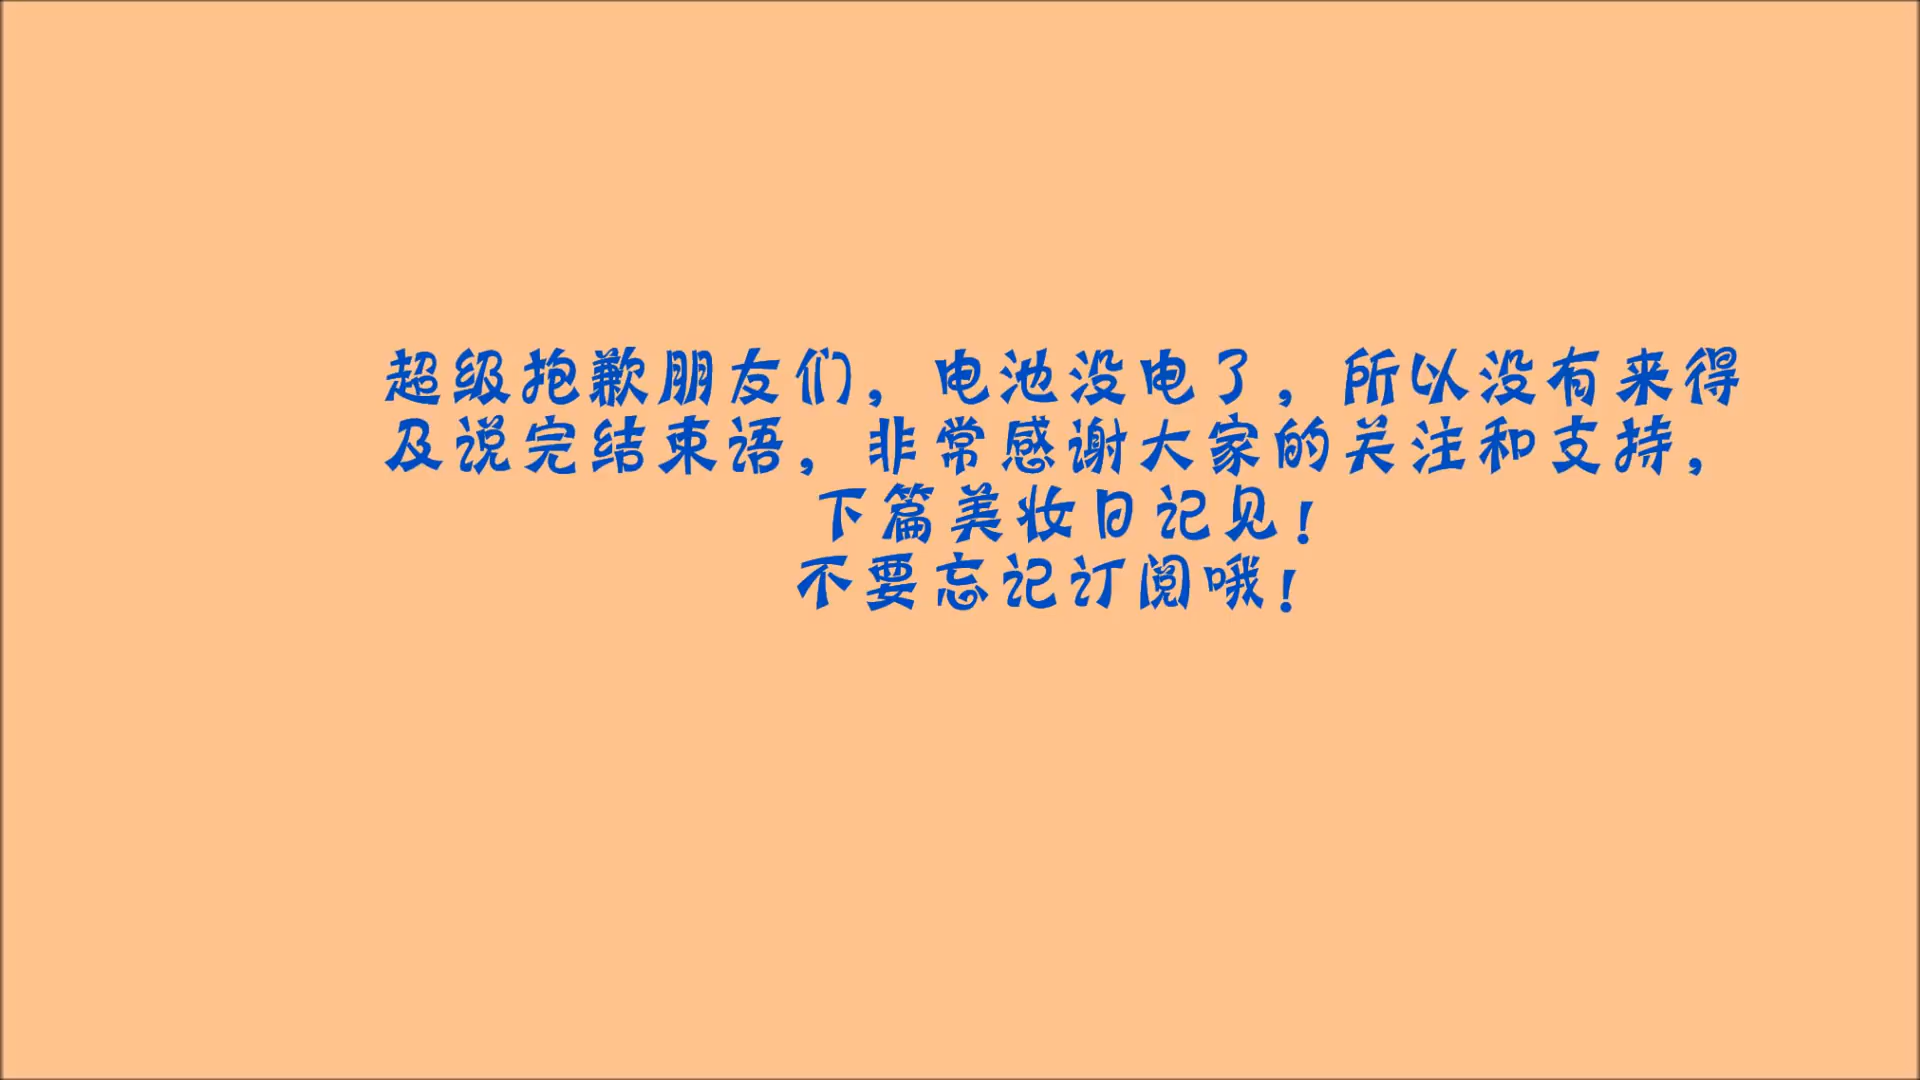 超级抱歉朋友们，电池没电了，所以没有来得
及说完结束语，非常感谢大家的关注和支持，
下篇美妆日记见！
不要忘记订阅哦！